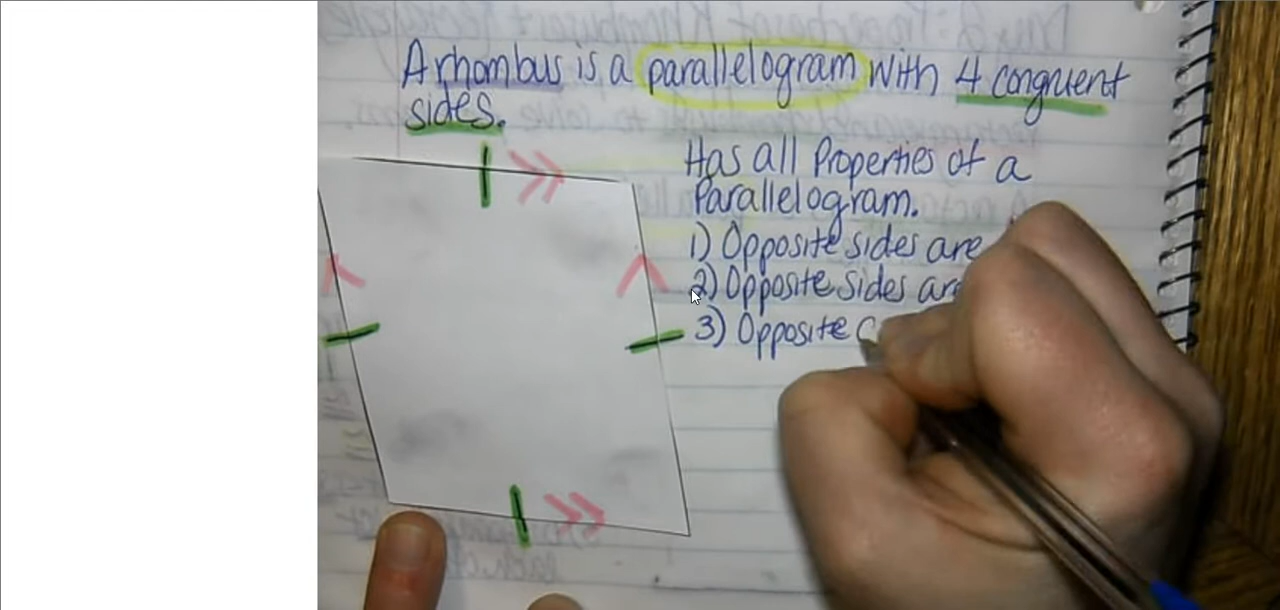 A rhombus is a parallelogram with 4 congruent
sides.
Has all Properties of a
Parallelogram.
1) Opposite sides are
2) Opposite sides are
3) Opposite